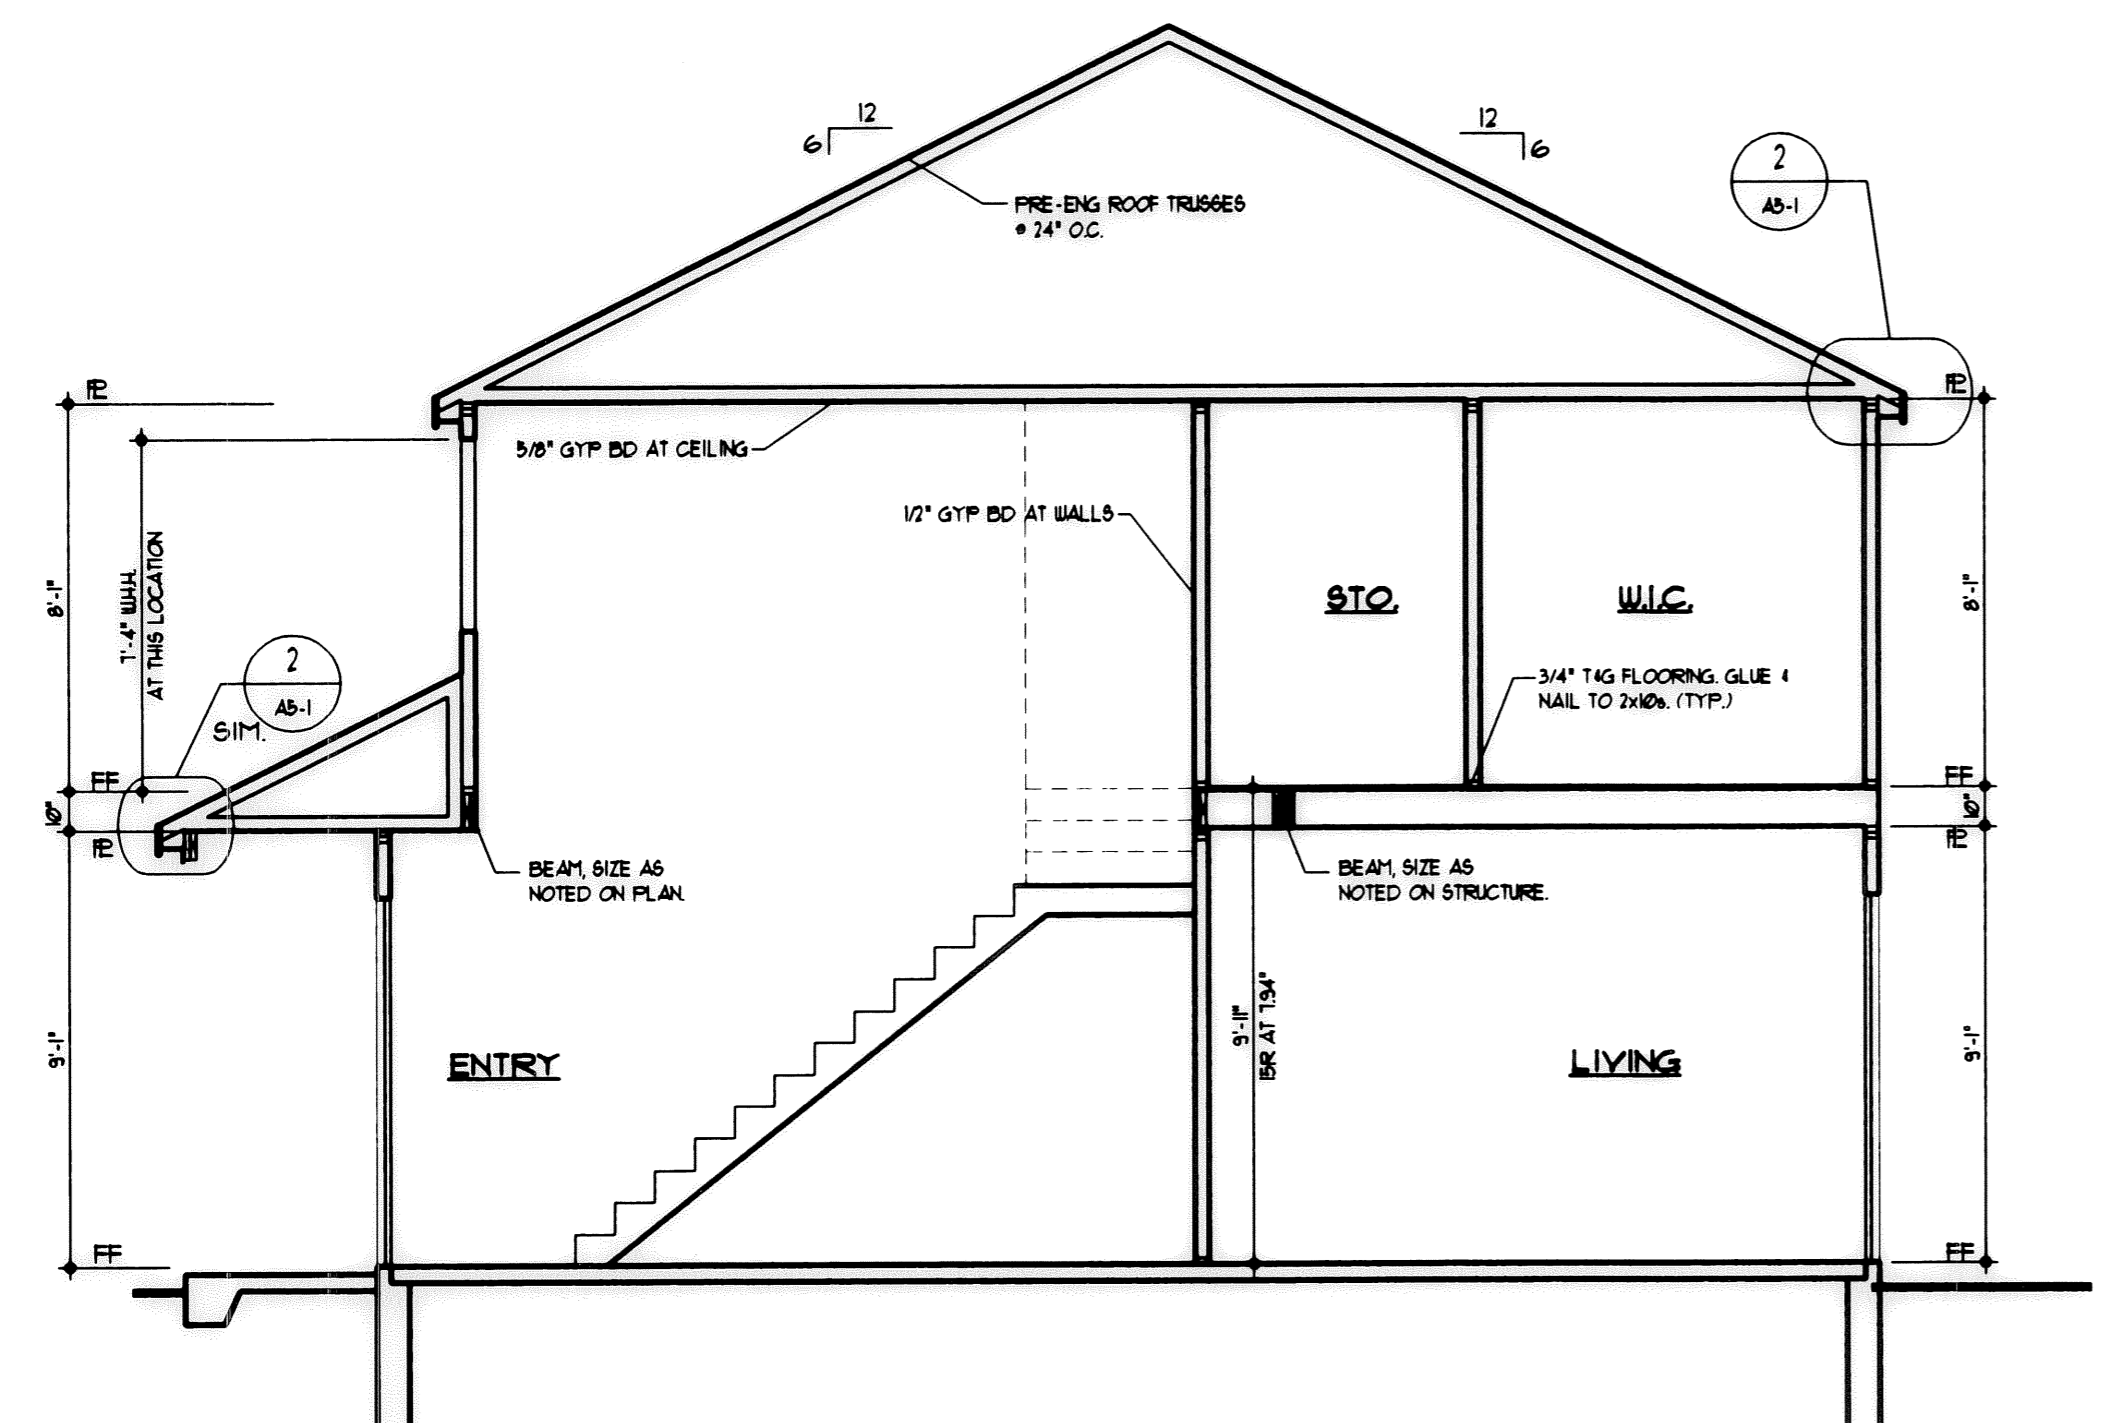 12
6
12
6
2
A5-1
PRE-ENG ROOF TRUSSES
@ 24" O.C.
PL
PL
5/8" GYP BD AT CEILING
1/2" GYP BD AT WALLS
8'-1"
7'-4" W.H.H.
AT THIS LOCATION
STO.
W.I.C.
8'-1"
2
A5-1
SIM.
3/4" T&G FLOORING. GLUE &
NAIL TO 2x10s. (TYP.)
FF
FF
10"
10"
PL
PL
BEAM, SIZE AS
NOTED ON PLAN.
BEAM, SIZE AS
NOTED ON STRUCTURE.
9'-1"
ENTRY
9'-11"
15R AT 7.94"
LIVING
9'-1"
FF
FF